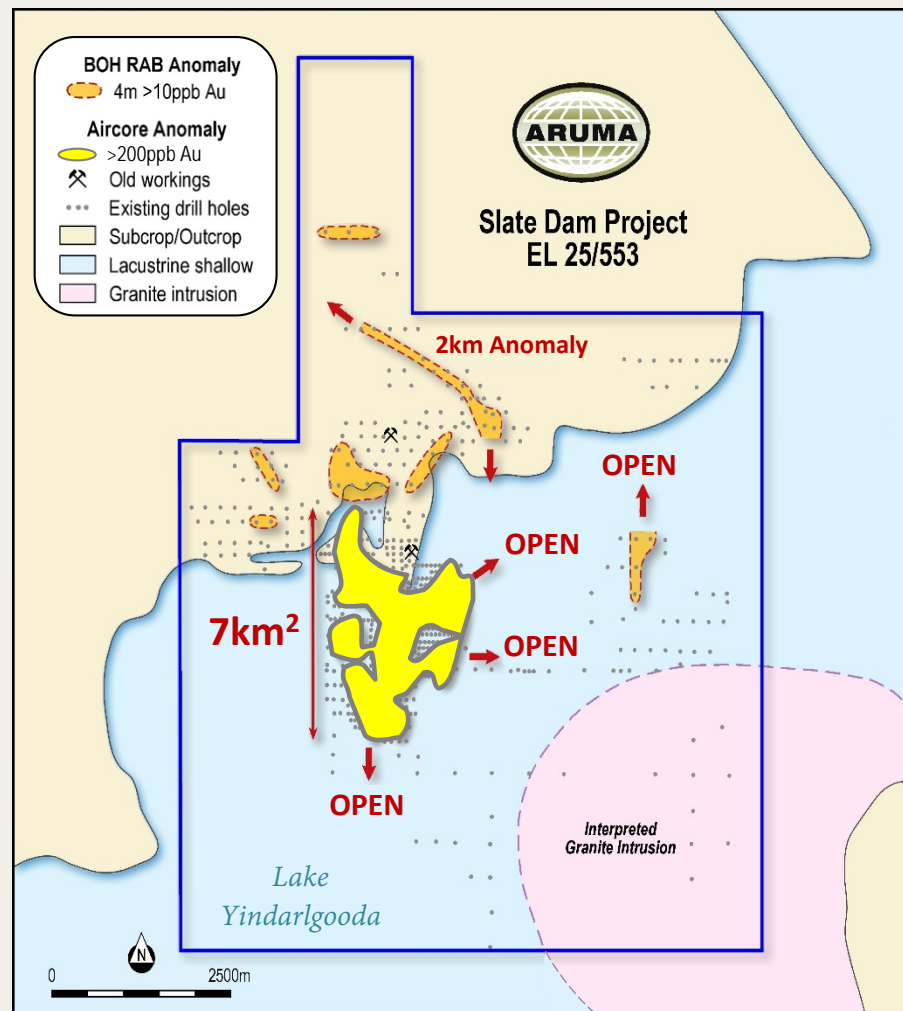 BOH RAB Anomaly
4m >10ppb Au
Aircore Anomaly
>200ppb Au
Old workings
Existing drill holes
Subcrop/Outcrop
Lacustrine shallow
Granite intrusion
ARUMA
Slate Dam Project
EL 25/553
2km Anomaly
OPEN
OPEN
7km²
OPEN
OPEN
Interpreted
Granite Intrusion
Lake
Yindarlgooda
N
0 2500m